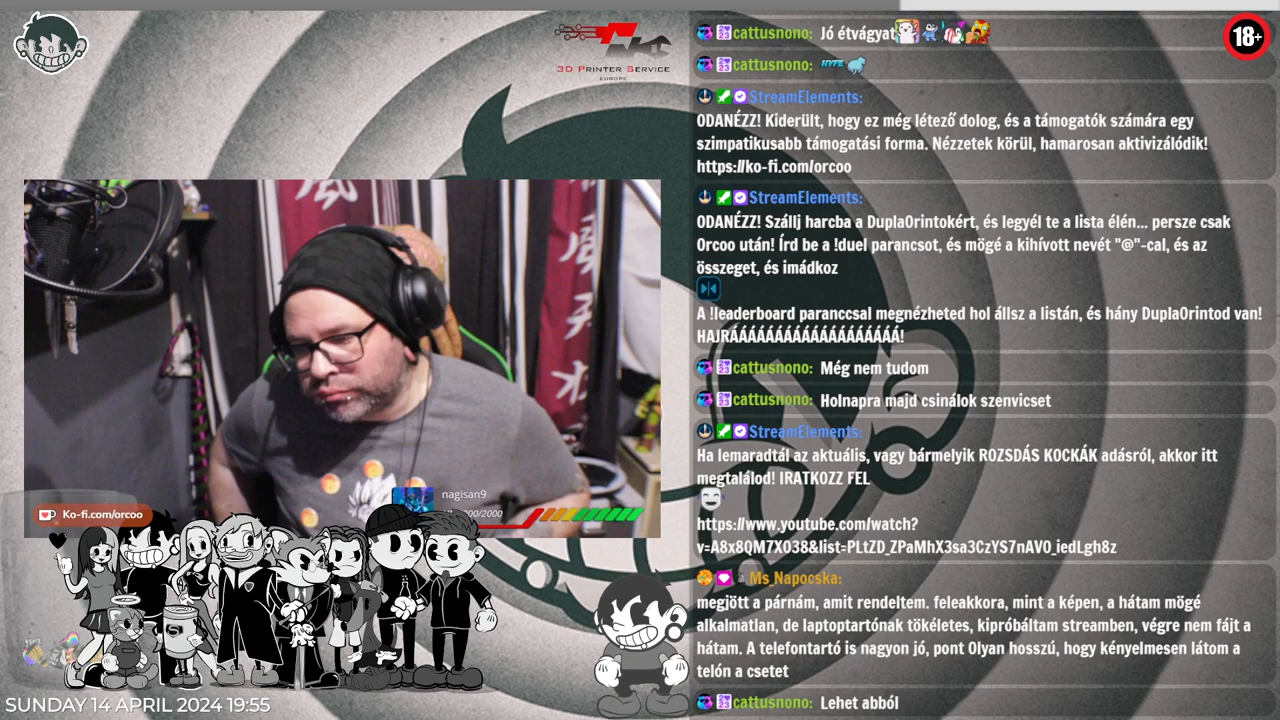 3D PRINTER SERVICE
EUROPE
cattusnono: Jó étvágyat
18+
cattusnono: HYPE
StreamElements:
ODANÉZZ! Kiderült, hogy ez még létező dolog, és a támogatók számára egy
szimpatikusabb támogatási forma. Nézzetek körül, hamarosan aktivizálódik!
https://ko-fi.com/orcoo
StreamElements:
ODANÉZZ! Szállj harcba a DuplaOrintokért, és legyél te a lista élén... persze csak
Orcoo után! Írd be a !duel parancsot, és mögé a kihívott nevét "@"-cal, és az
összeget, és imádkoz
A !leaderboard paranccsal megnézheted hol állsz a listán, és hány DuplaOrintod van!
HAJRÁÁÁÁÁÁÁÁÁÁÁÁÁÁÁÁÁÁÁ!
cattusnono: Még nem tudom
cattusnono: Holnapra majd csinálok szenvicset
StreamElements:
Ha lemaradtál az aktuális, vagy bármelyik ROZSDÁS KOCKÁK adásról, akkor itt
megtalálod! IRATKOZZ FEL
https://www.youtube.com/watch?
v=A8x8QM7XO38&list=PLtZD_ZPaMhX3sa3CzYS7nAVO_iedLgh8z
Ms_Napocska:
megjött a párnám, amit rendeltem. feleakkora, mint a képen, a hátam mögé
alkalmatlan, de laptoptartónak tökéletes, kipróbáltam streamben, végre nem fájt a
hátam. A telefontartó is nagyon jó, pont Olyan hosszú, hogy kényelmesen látom a
telón a csetet
cattusnono: Lehet abból
風
nagisan9
/2000
Ko-fi.com/orcoo
SUNDAY 14 APRIL 2024 19:55